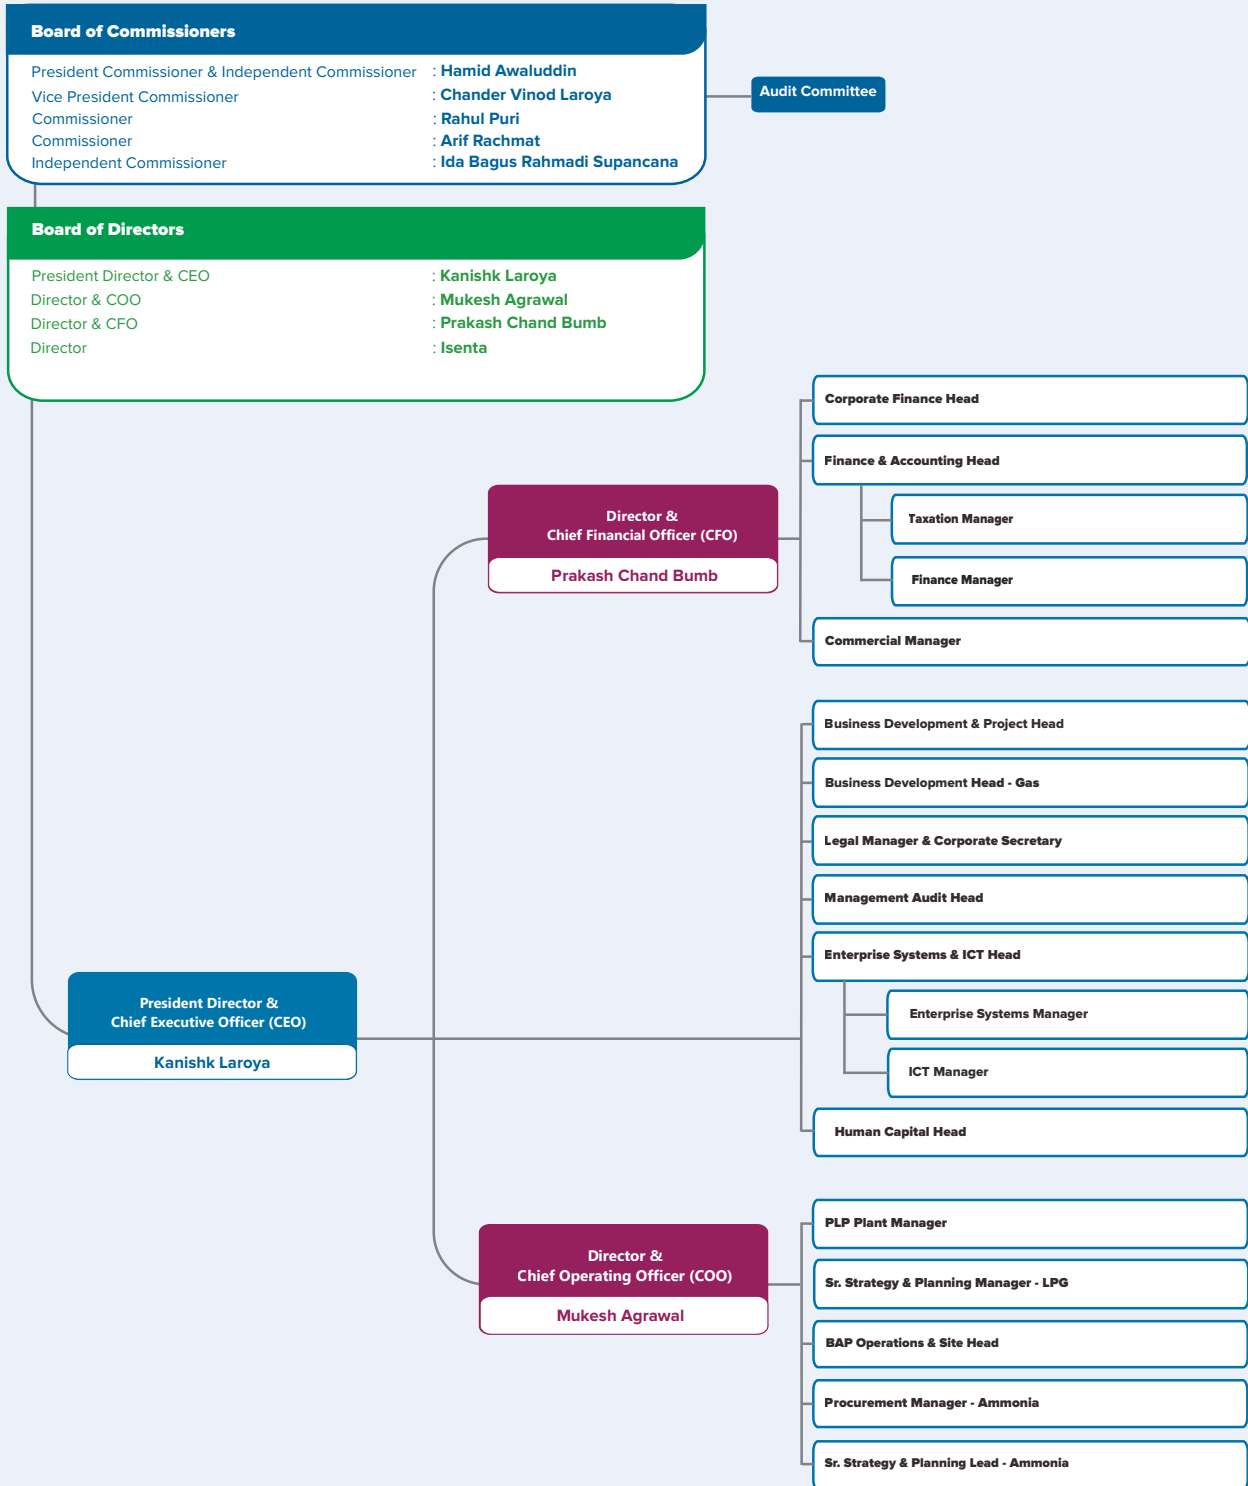 Board of Commissioners
President Commissioner & Independent Commissioner : Hamid Awaluddin
Vice President Commissioner : Chander Vinod Laroya
Commissioner : Rahul Puri
Commissioner : Arif Rachmat
Independent Commissioner : Ida Bagus Rahmadi Supancana
Audit Committee
Board of Directors
President Director & CEO : Kanishk Laroya
Director & COO : Mukesh Agrawal
Director & CFO : Prakash Chand Bumb
Director : Isenta
Director &
Chief Financial Officer (CFO)
Prakash Chand Bumb
Corporate Finance Head
Finance & Accounting Head
Taxation Manager
Finance Manager
Commercial Manager
President Director &
Chief Executive Officer (CEO)
Kanishk Laroya
Business Development & Project Head
Business Development Head - Gas
Legal Manager & Corporate Secretary
Management Audit Head
Enterprise Systems & ICT Head
Enterprise Systems Manager
ICT Manager
Human Capital Head
Director &
Chief Operating Officer (COO)
Mukesh Agrawal
PLP Plant Manager
Sr. Strategy & Planning Manager - LPG
BAP Operations & Site Head
Procurement Manager - Ammonia
Sr. Strategy & Planning Lead - Ammonia